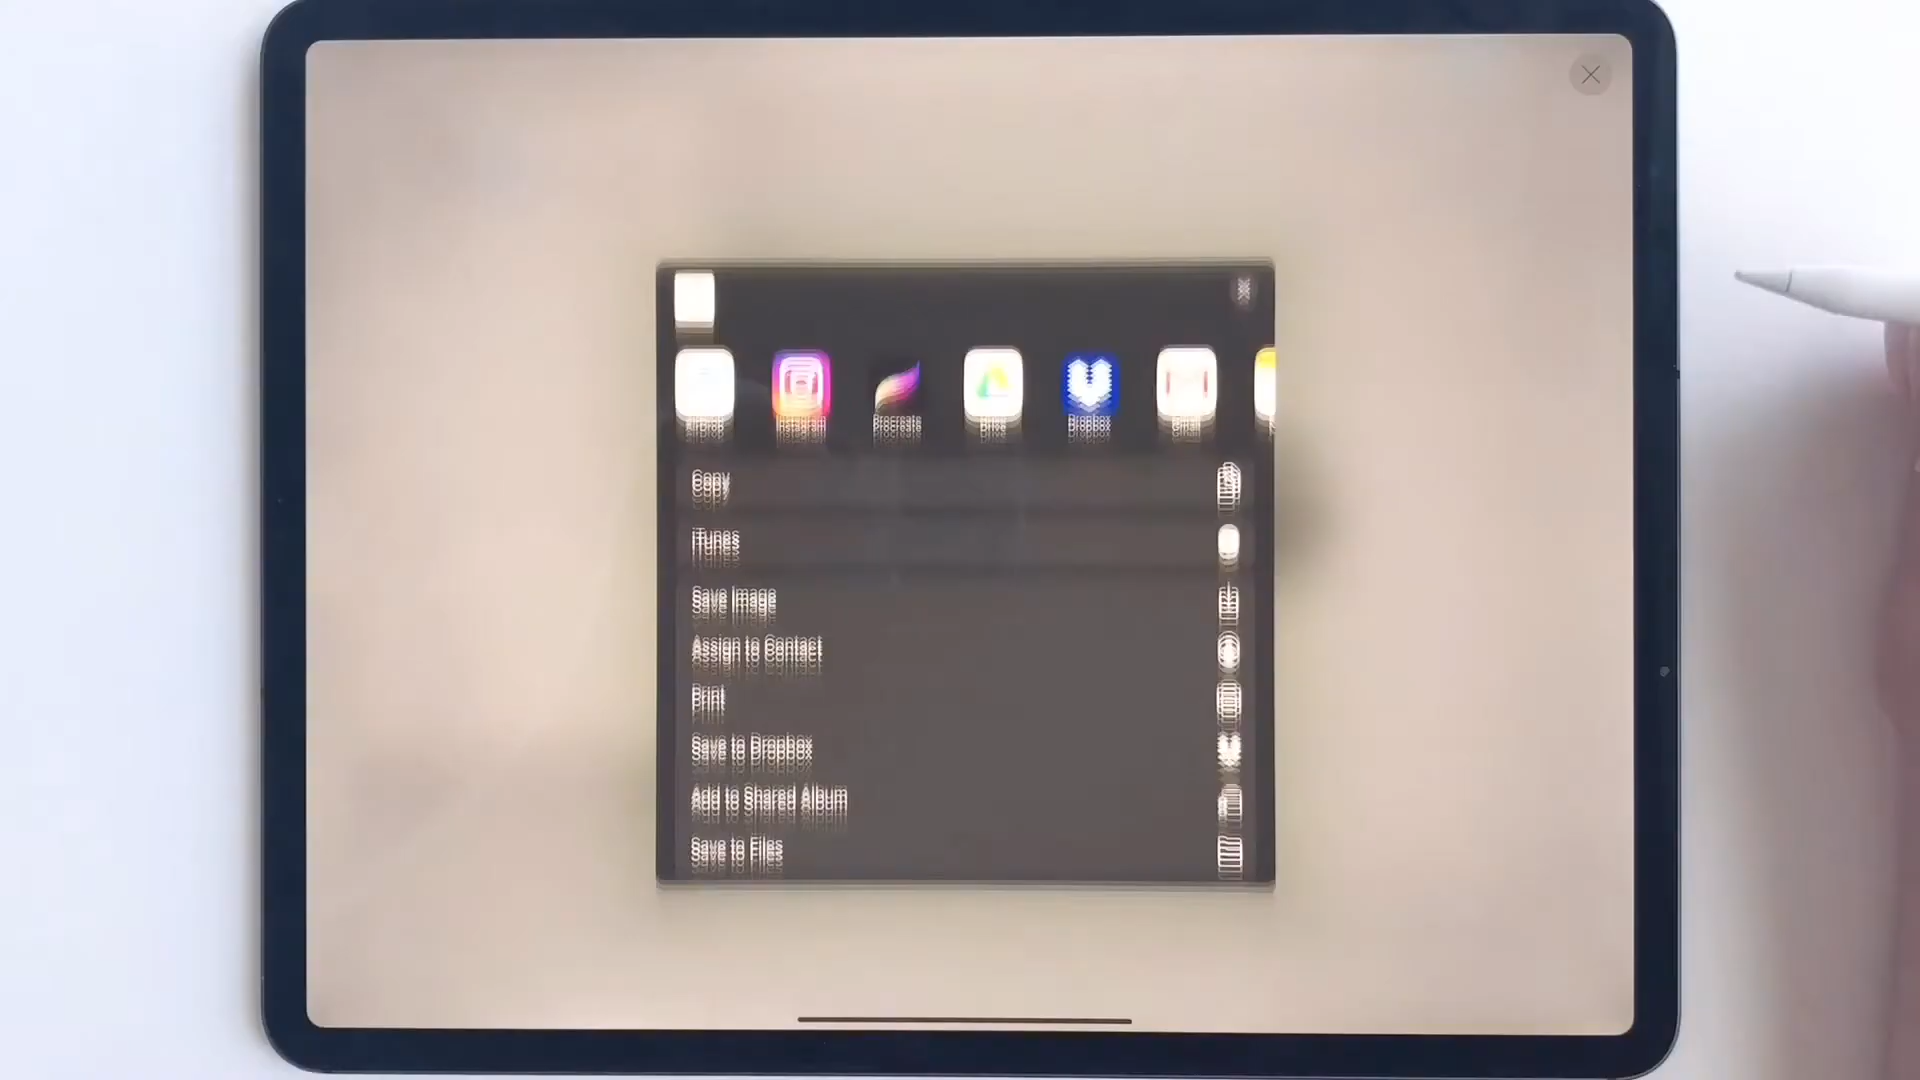 AirDrop Instagram Procreate Drive Dropbox Gmail
Copy
iTunes
Save Image
Assign to Contact
Print
Save to Dropbox
Add to Shared Album
Save to Files